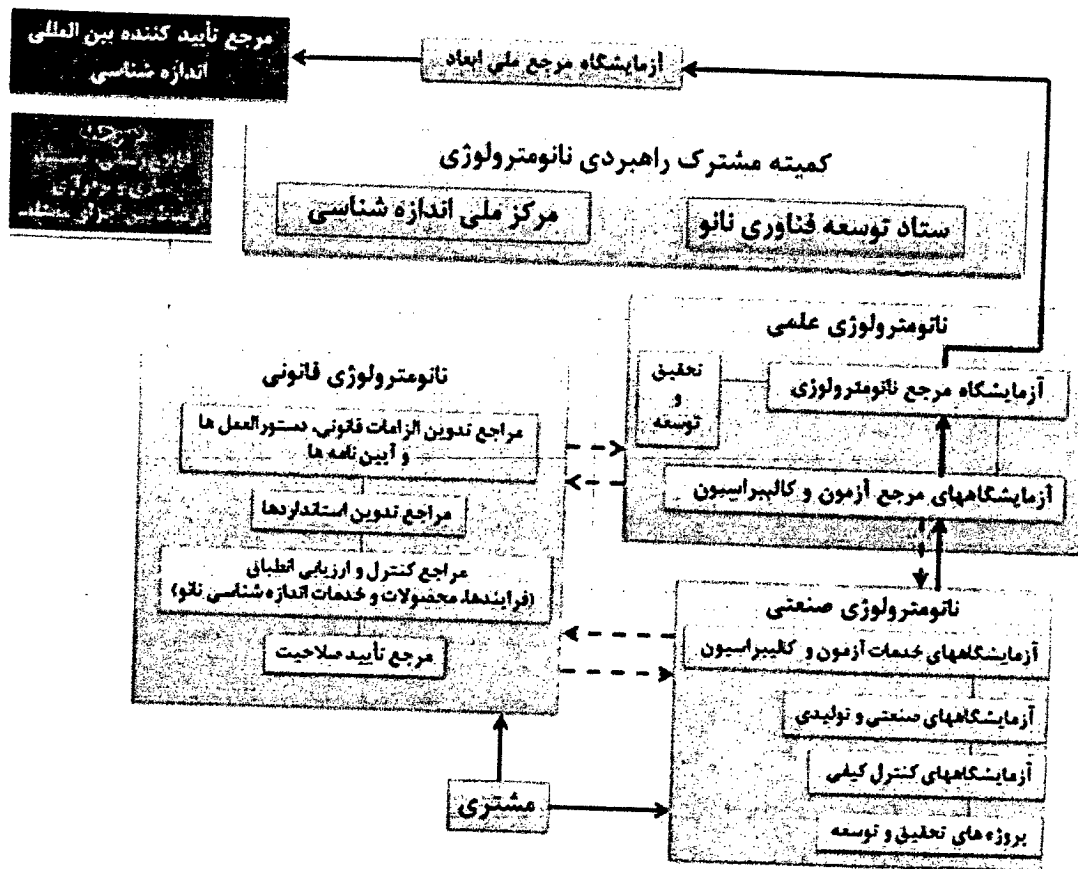 مرجع تأیید کننده بین المللی
اندازه شناسی
آزمایشگاه مرجع ملی ابعاد
کمیته مشترک راهبردی نانومترولوژی
ستاد توسعه فناوری نانو
مرکز ملی اندازه شناسی
نانومترولوژی علمی
آزمایشگاه مرجع نانومترولوژی
تحقیق
و
توسعه
آزمایشگاههای مرجع آزمون و کالیبراسیون
نانومترولوژی قانونی
مراجع تدوین الزامات قانونی، دستورالعمل ها
و آیین نامه ها
مراجع تدوین استانداردها
مراجع کنترل و ارزیابی انطباق
(فرایندها، محصولات و خدمات اندازه شناسی نانو)
مرجع تأیید صلاحیت
نانومترولوژی صنعتی
آزمایشگاههای خدمات آزمون و کالیبراسیون
آزمایشگاههای صنعتی و تولیدی
آزمایشگاههای کنترل کیفی
پروژه های تحقیق و توسعه
مشتری